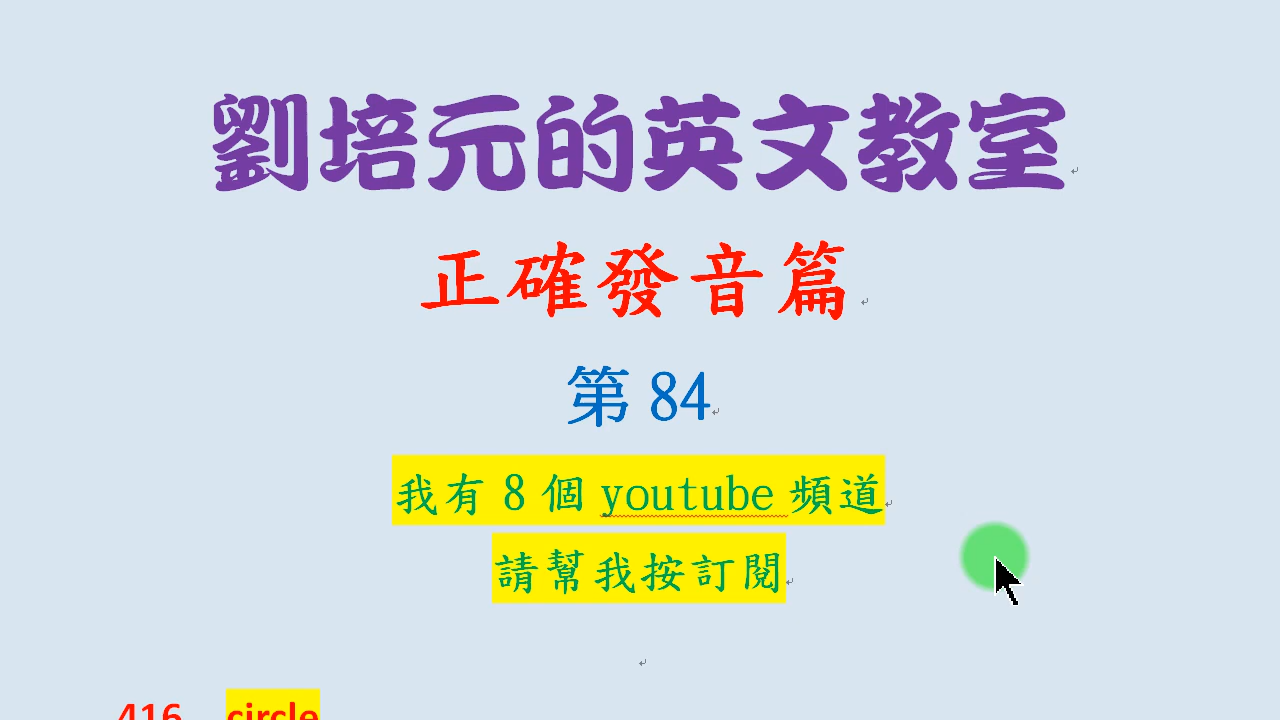 劉培元的英文教室
正確發音篇
第 84
我有 8 個 youtube 頻道
請幫我按訂閱
416 circle